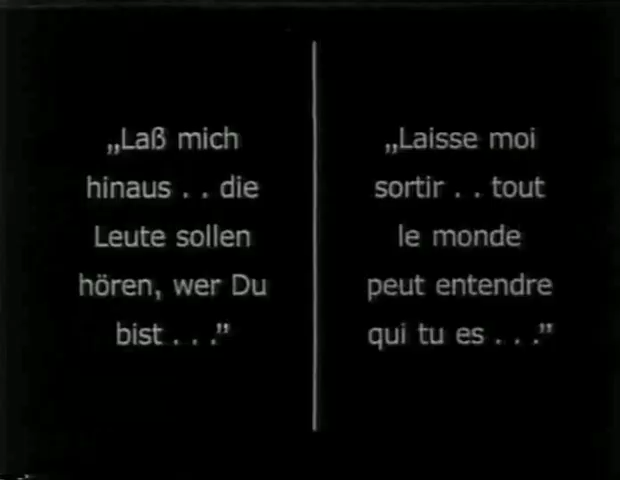 „Laß mich
hinaus . . die
Leute sollen
hören, wer Du
bist . . .”
„Laisse moi
sortir . . tout
le monde
peut entendre
qui tu es . . .”